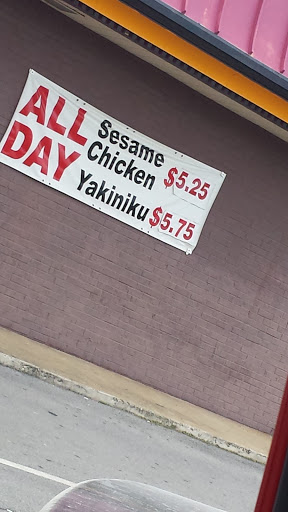 ALL DAY
Sesame
Chicken $5.25
Yakiniku $5.75